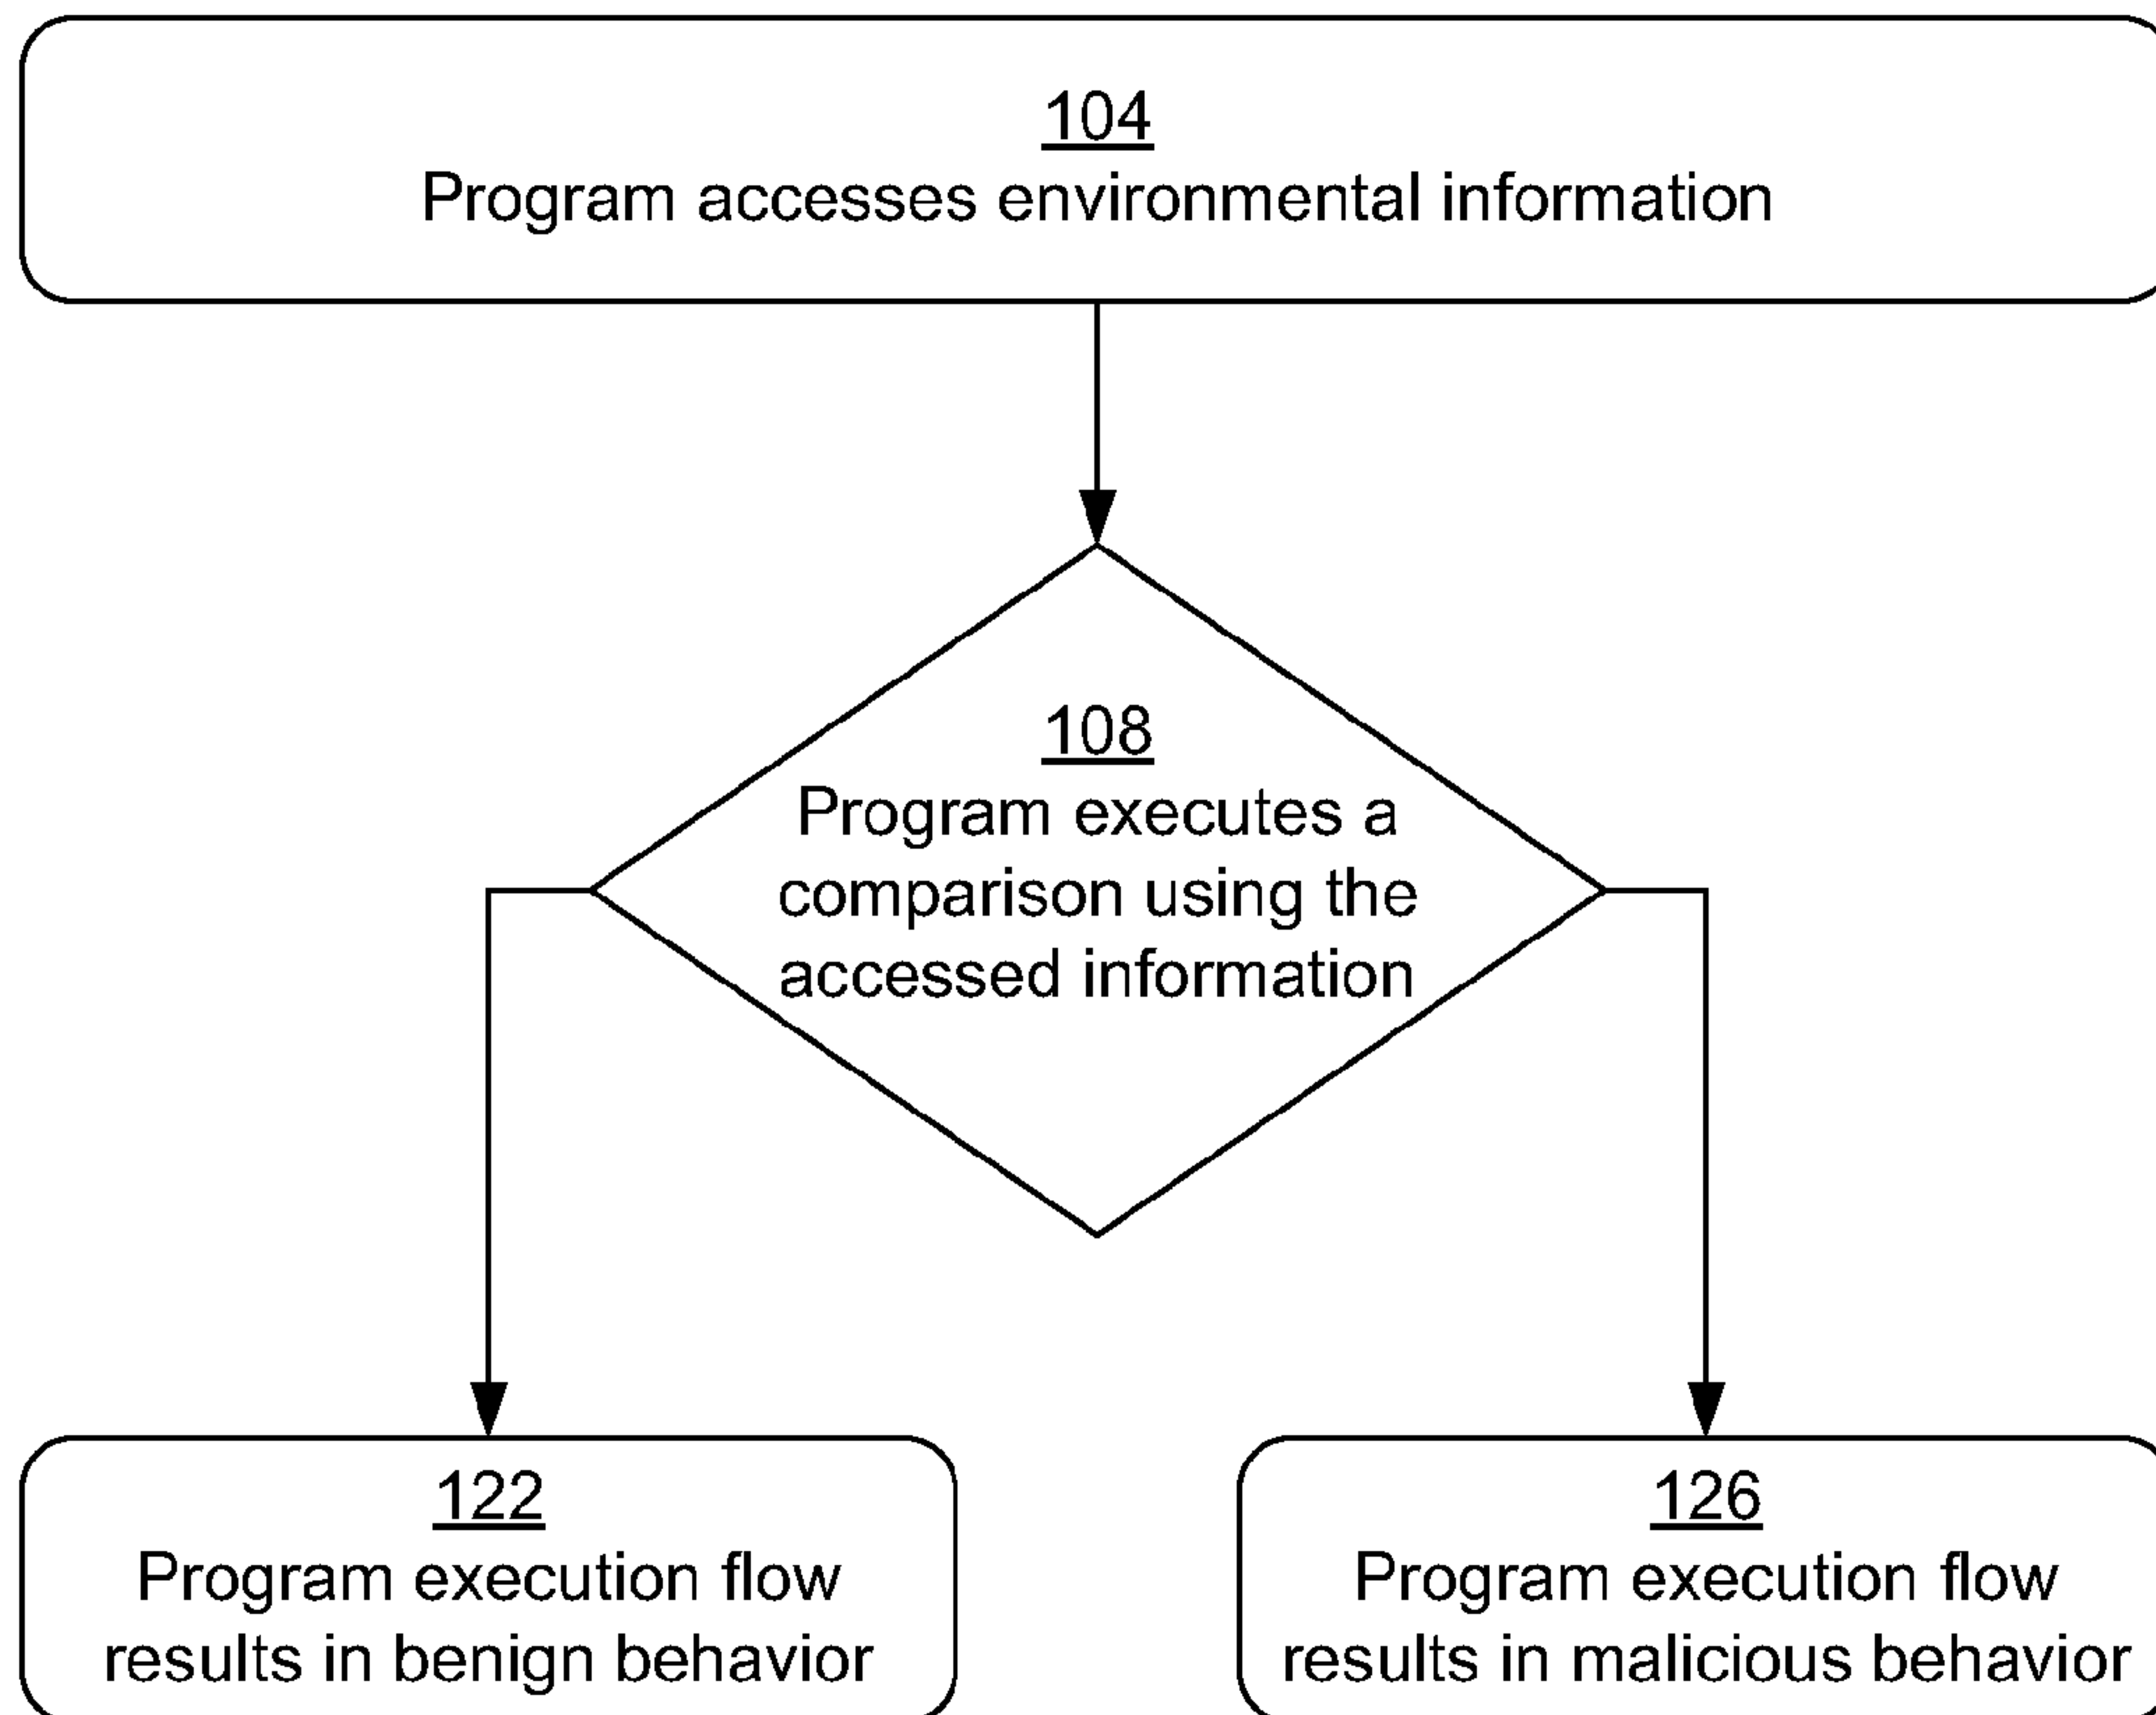 104
Program accesses environmental information
108
Program executes a
comparison using the
accessed information
122
Program execution flow
results in benign behavior
126
Program execution flow
results in malicious behavior